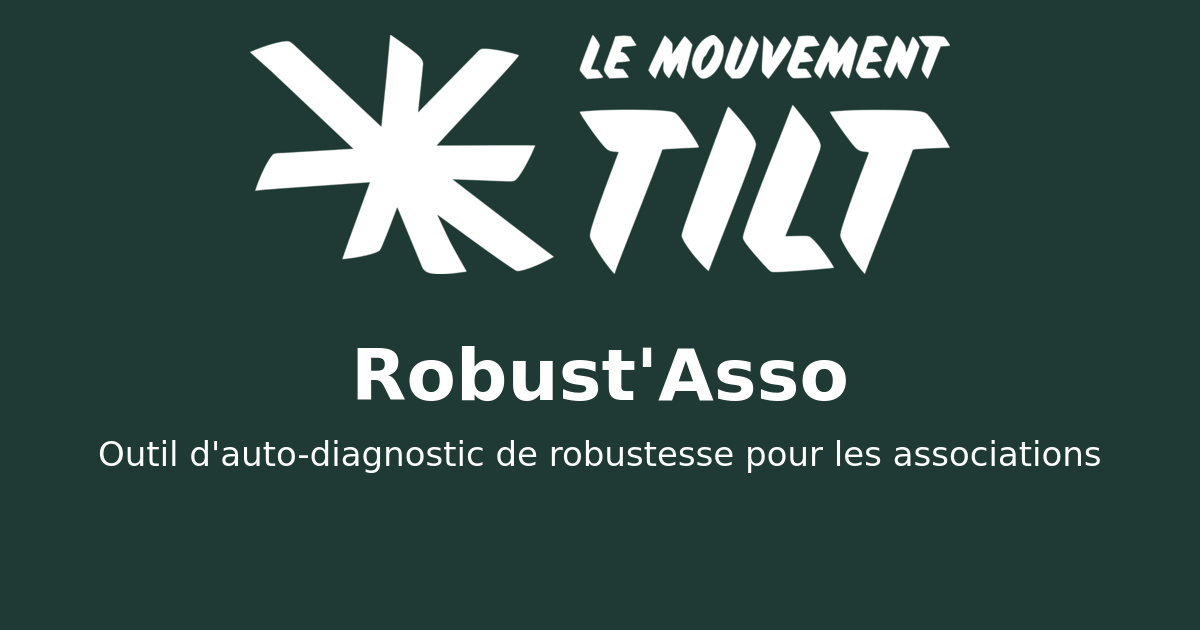 LE MOUVEMENT
TILT
Robust'Asso
Outil d'auto-diagnostic de robustesse pour les associations